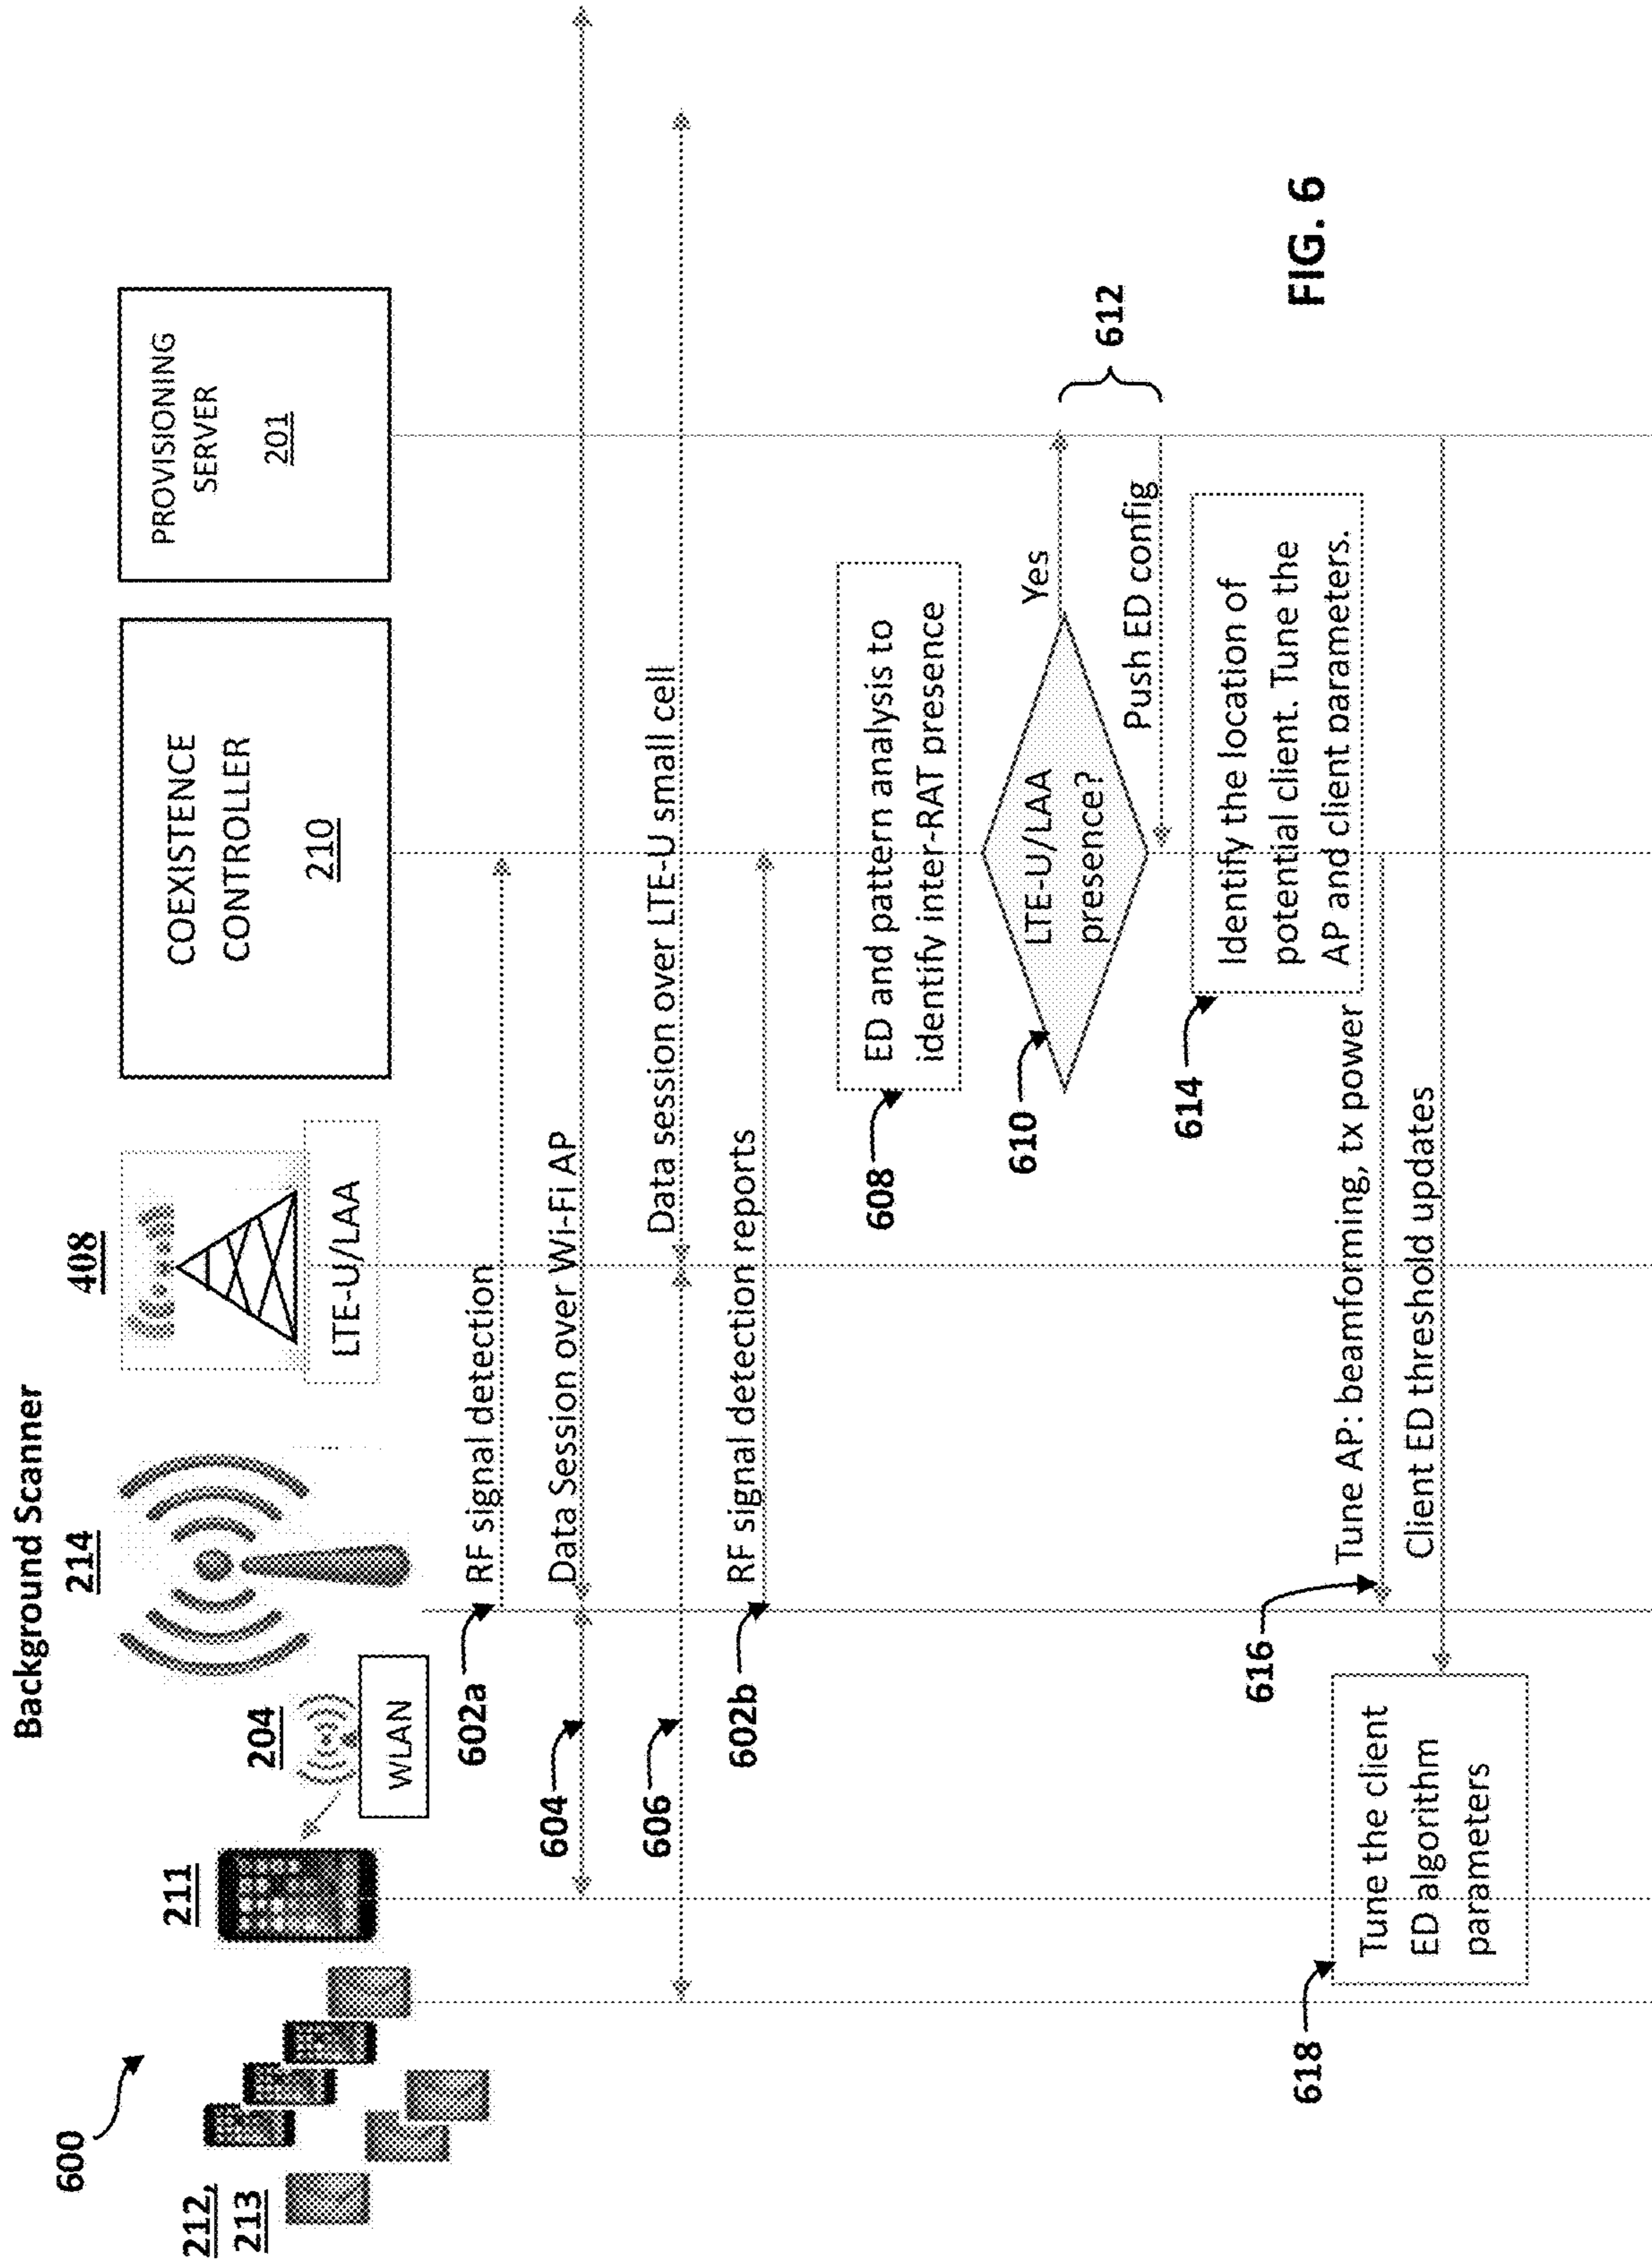 600
Background Scanner
212,
213
211
204
WLAN
214
408
LTE-U/LAA
COEXISTENCE
CONTROLLER
210
PROVISIONING
SERVER
201
602a
RF signal detection
604
Data Session over Wi-Fi AP
606
Data session over LTE-U small cell
602b
RF signal detection reports
608
ED and pattern analysis to
identify inter-RAT presence
610
LTE-U/LAA
presence?
Yes
612
Push ED config
614
Identify the location of
potential client. Tune the
AP and client parameters.
616
Tune AP: beamforming, tx power
Client ED threshold updates
618
Tune the client
ED algorithm
parameters
FIG. 6